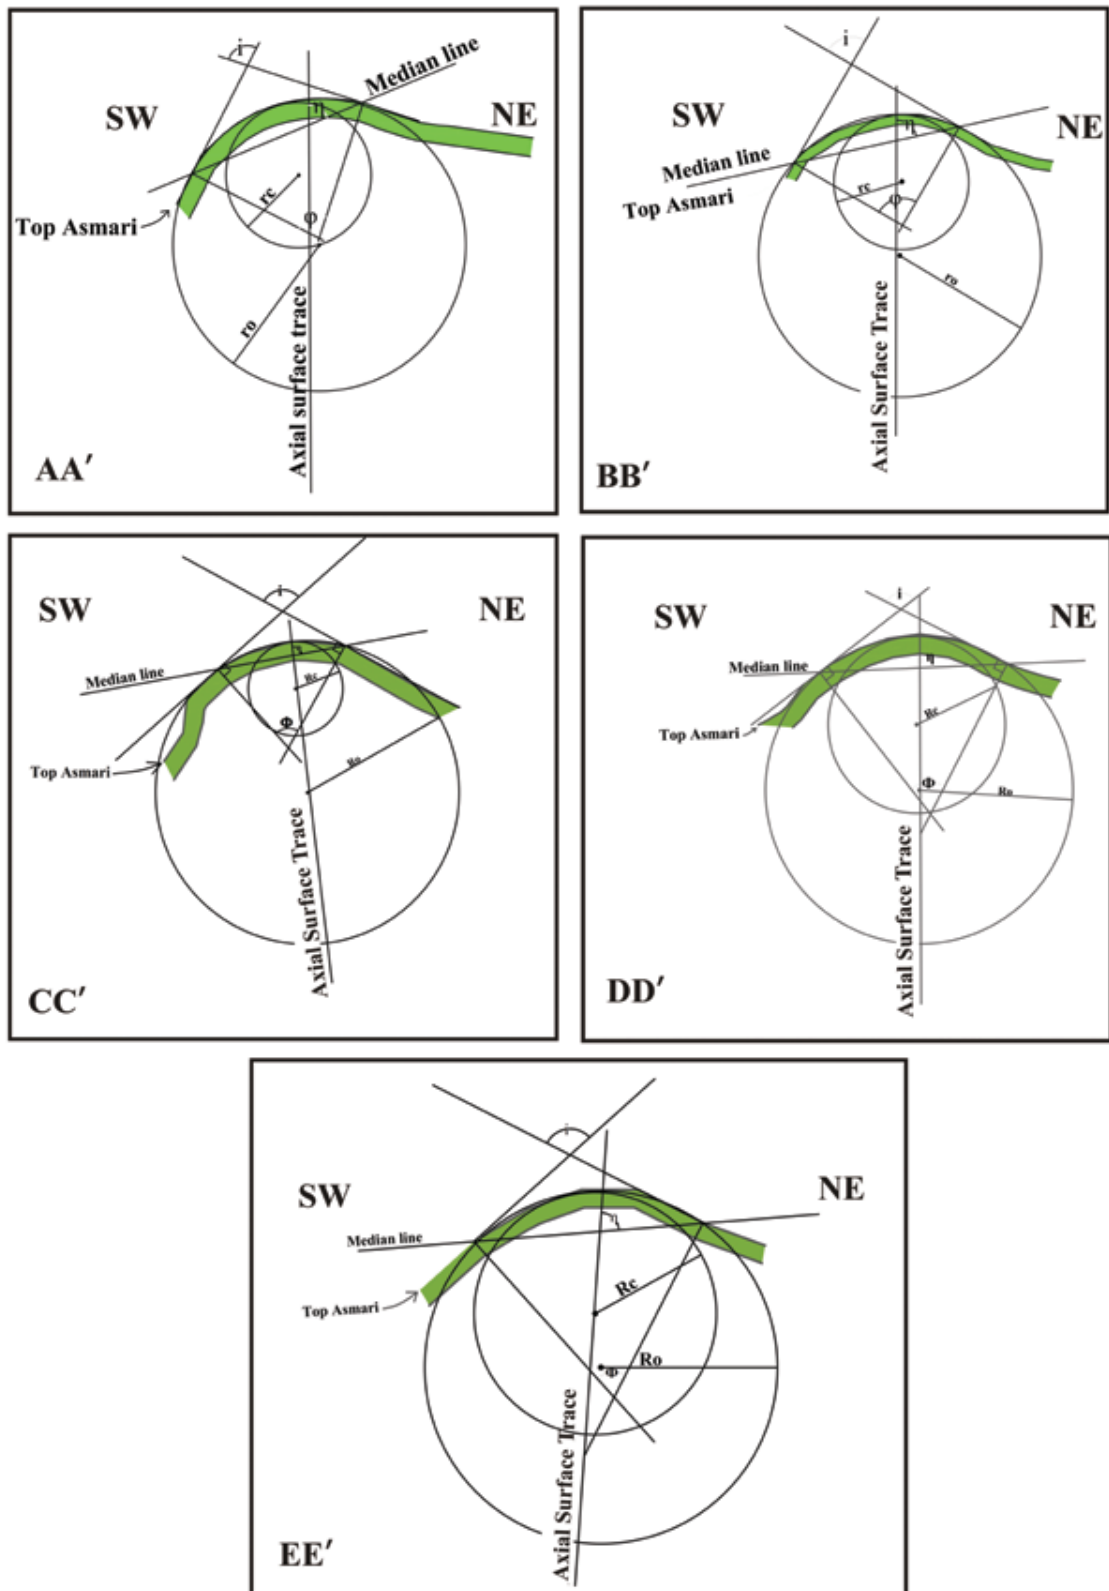 i
Median line
SW
η
NE
Top Asmari
rc
φ
ro
Axial surface trace
AA′
i
SW
η
NE
Median line
Top Asmari
rc
φ
ro
Axial Surface Trace
BB′
i
SW
NE
Median line
η
Rc
Φ
Top Asmari
Ro
Axial Surface Trace
CC′
i
SW
NE
Median line
η
Top Asmari
Rc
Φ
Ro
Axial Surface Trace
DD′
i
SW
NE
Median line
η
Top Asmari
Rc
Ro
Φ
Axial Surface Trace
EE′